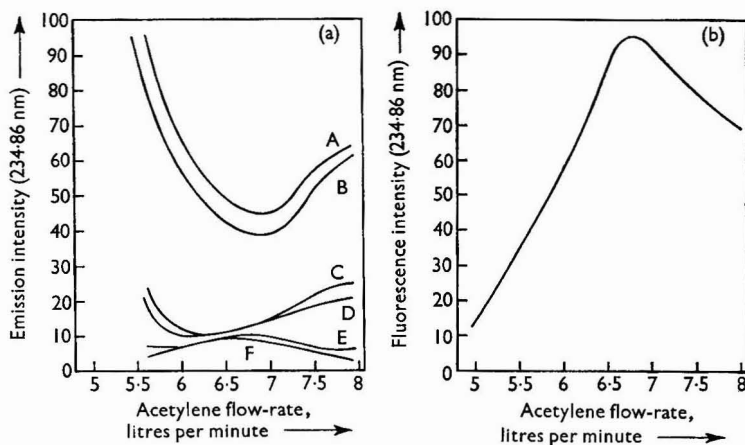 Emission intensity (234·86 nm)
100
90
80
70
60
50
40
30
20
10
0
(a)
A
B
C
D
E
F
5
5·5
6
6·5
7
7·5
8
Acetylene flow-rate,
litres per minute
Fluorescence intensity (234·86 nm)
100
90
80
70
60
50
40
30
20
10
0
(b)
5
5·5
6
6·5
7
7·5
8
Acetylene flow-rate,
litres per minute